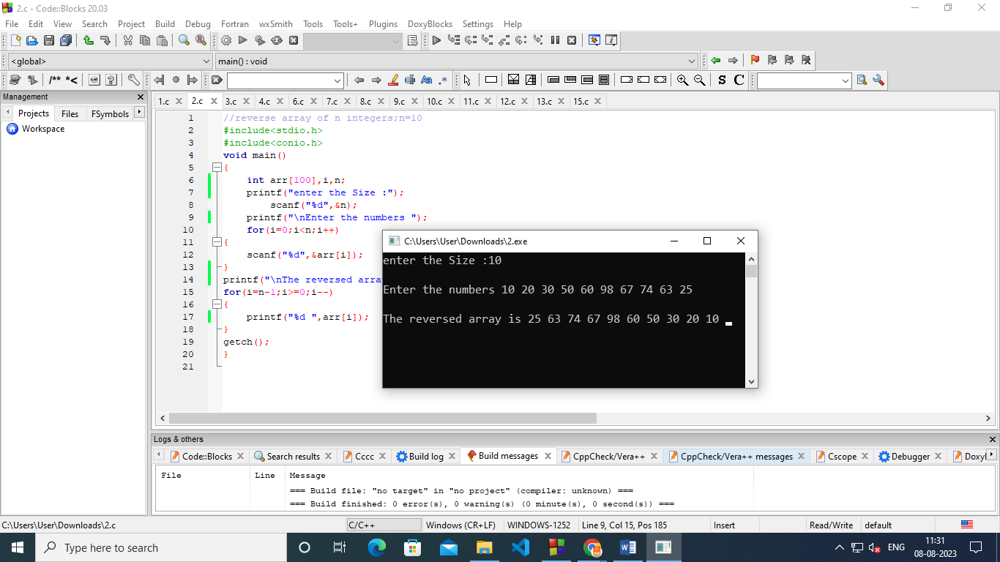 2.c - Code::Blocks 20.03
File Edit View Search Project Build Debug Fortran wxSmith Tools Tools+ Plugins DoxyBlocks Settings Help
<global> main() : void
/** *< Aa .* S C
Management
Projects Files FSymbols
Workspace
1.c 2.c 3.c 4.c 6.c 7.c 8.c 9.c 10.c 11.c 12.c 13.c 15.c
1 //reverse array of n integers;n=10
2 #include<stdio.h>
3 #include<conio.h>
4 void main()
5 {
6 int arr[100],i,n;
7 printf("enter the Size :");
8 scanf("%d",&n);
9 printf("\nEnter the numbers ");
10 for(i=0;i<n;i++)
11 {
12 scanf("%d",&arr[i]);
13 }
14 printf("\nThe reversed arra
15 for(i=n-1;i>=0;i--)
16 {
17 printf("%d ",arr[i]);
18 }
19 getch();
20 }
21
C:\Users\User\Downloads\2.exe
enter the Size :10
Enter the numbers 10 20 30 50 60 98 67 74 63 25
The reversed array is 25 63 74 67 98 60 50 30 20 10
Logs & others
Code::Blocks Search results Cccc Build log Build messages CppCheck/Vera++ CppCheck/Vera++ messages Cscope Debugger Doxyl
File Line Message
=== Build file: "no target" in "no project" (compiler: unknown) ===
=== Build finished: 0 error(s), 0 warning(s) (0 minute(s), 0 second(s)) ===
C:\Users\User\Downloads\2.c C/C++ Windows (CR+LF) WINDOWS-1252 Line 9, Col 15, Pos 185 Insert Read/Write default
Type here to search
ENG
11:31
08-08-2023